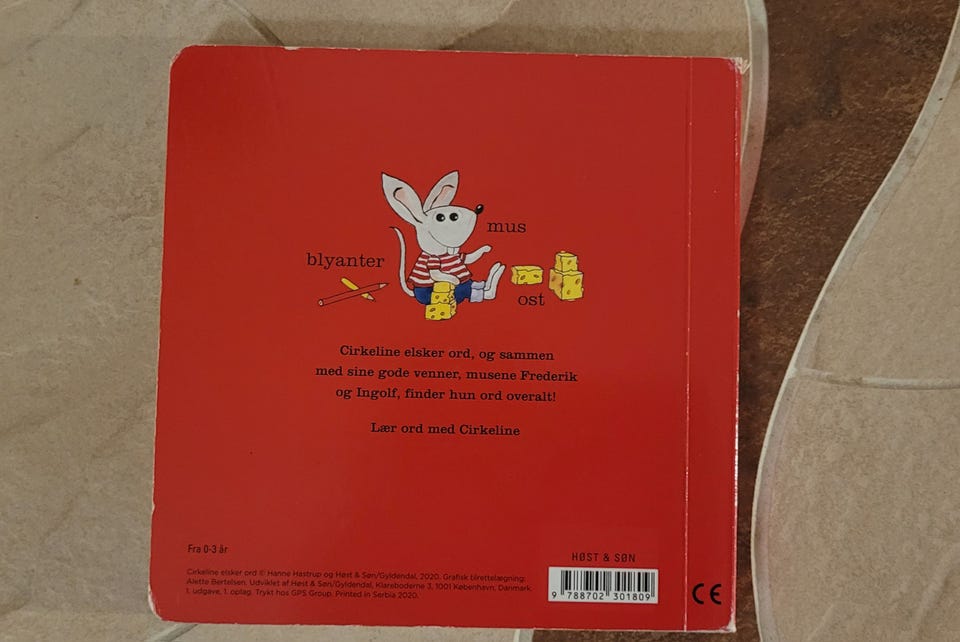 mus
blyanter
ost
Cirkeline elsker ord, og sammen
med sine gode venner, musene Frederik
og Ingolf, finder hun ord overalt!
Lær ord med Cirkeline
Fra 0-3 år
HØST & SØN
Cirkeline elsker ord © Hanne Hastrup og Høst & Søn/Gyldendal, 2020. Grafisk tilrettelægning:
Alette Bertelsen. Udviklet af Høst & Søn/Gyldendal, Klareboderne 3, 1001 København, Danmark.
1. udgave, 1. oplag. Trykt hos GPS Group. Printed in Serbia 2020.
9 788702 301809
CE